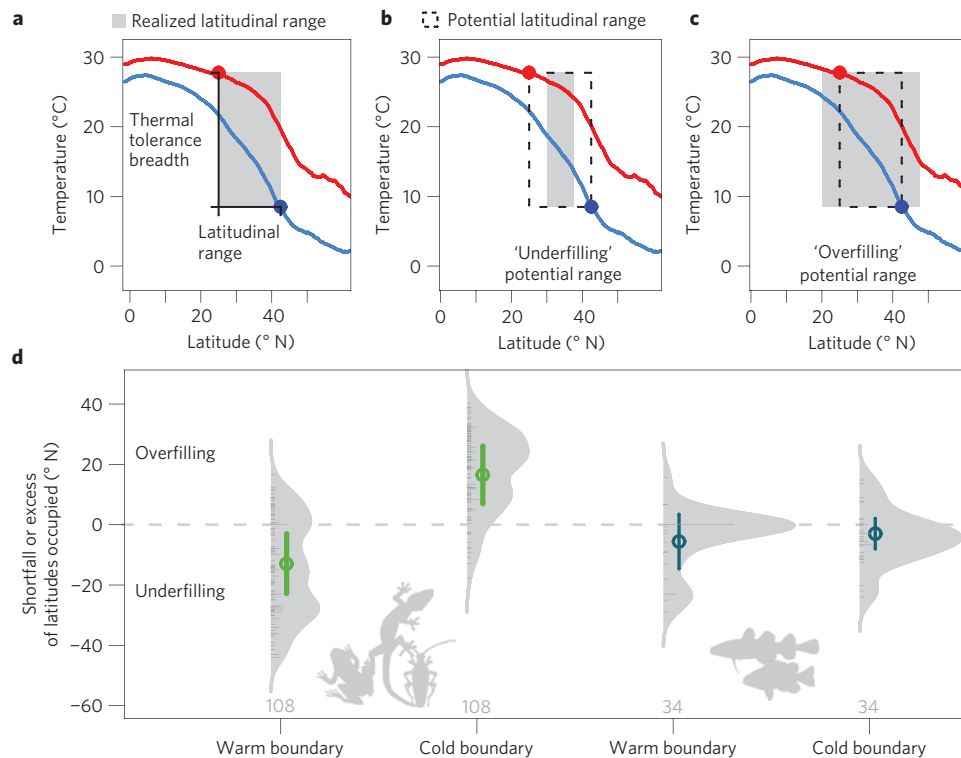 a
Realized latitudinal range
b
Potential latitudinal range
c
Temperature (°C)
30
20
10
0
Thermal
tolerance
breadth
Latitudinal
range
0
20
40
Latitude (° N)
Temperature (°C)
30
20
10
0
'Underfilling'
potential range
0
20
40
Latitude (° N)
Temperature (°C)
30
20
10
0
'Overfilling'
potential range
0
20
40
Latitude (° N)
d
Shortfall or excess
of latitudes occupied (° N)
40
20
0
−20
−40
−60
Overfilling
Underfilling
108
108
34
34
Warm boundary
Cold boundary
Warm boundary
Cold boundary